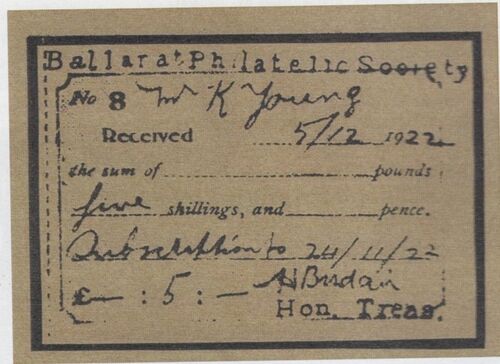 Ballarat Philatelic Society
No 8 Mr K Young
Received 5/12 1922
the sum of pounds
five shillings, and pence.
Subscription to 24/11/22
£— : 5 : —
Hon. Treas.